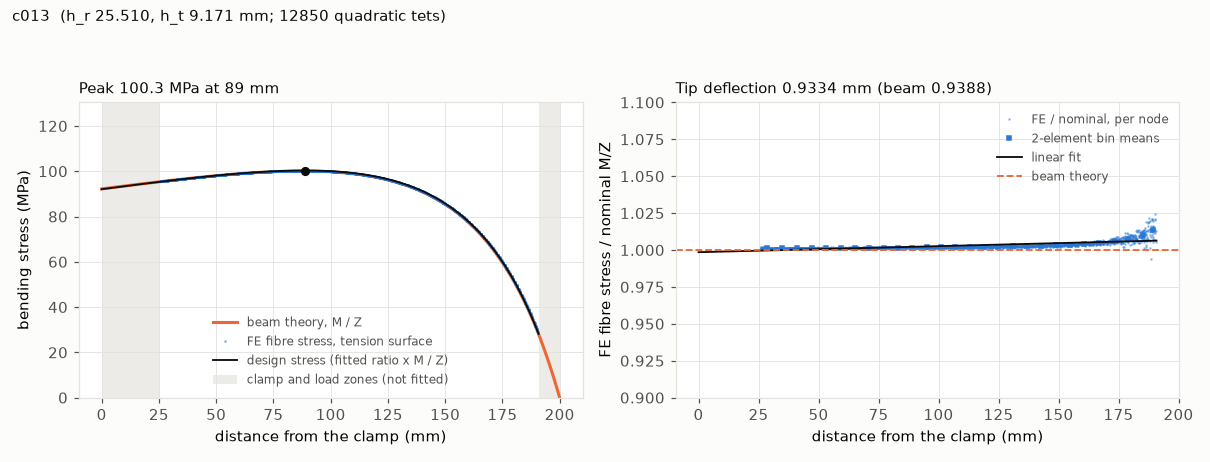 c013  (h_r 25.510, h_t 9.171 mm; 12850 quadratic tets)
Peak 100.3 MPa at 89 mm
bending stress (MPa)
120
100
80
60
40
20
0
beam theory, M / Z
FE fibre stress, tension surface
design stress (fitted ratio x M / Z)
clamp and load zones (not fitted)
0 25 50 75 100 125 150 175 200
distance from the clamp (mm)
Tip deflection 0.9334 mm (beam 0.9388)
FE fibre stress / nominal M/Z
1.100
1.075
1.050
1.025
1.000
0.975
0.950
0.925
0.900
FE / nominal, per node
2-element bin means
linear fit
beam theory
0 25 50 75 100 125 150 175 200
distance from the clamp (mm)